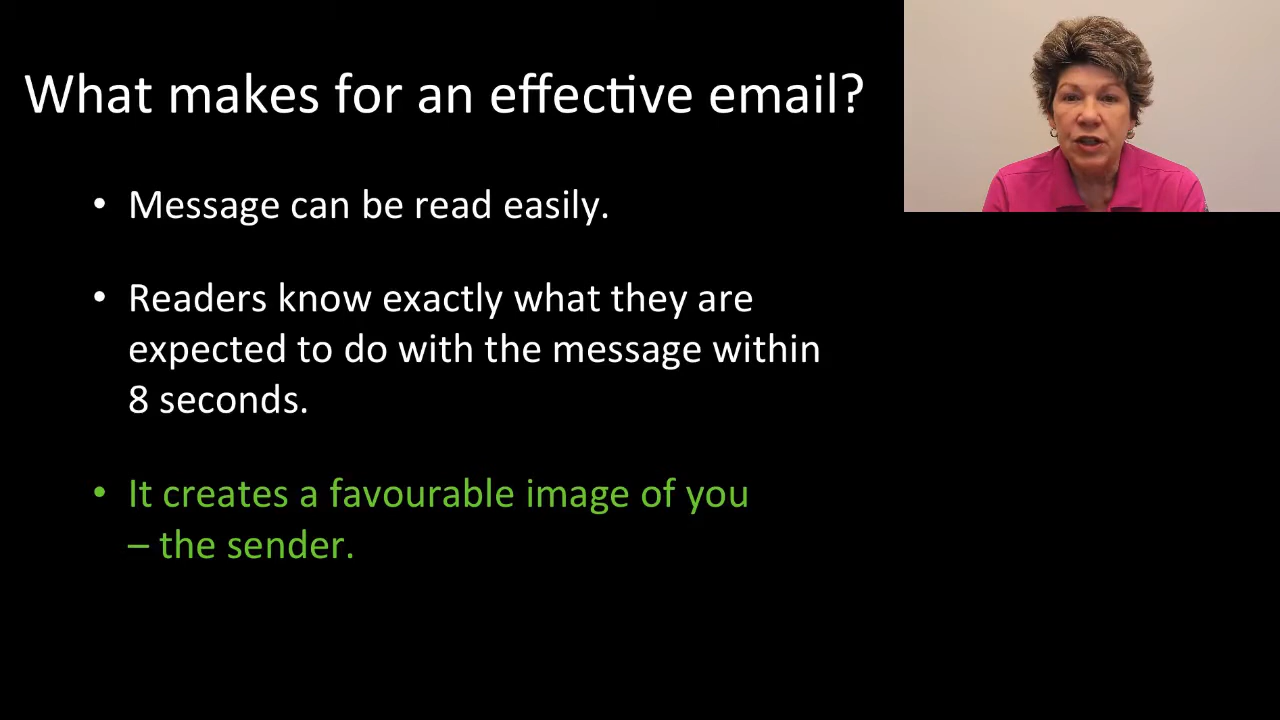 What makes for an effective email?
• Message can be read easily.
• Readers know exactly what they are
expected to do with the message within
8 seconds.
• It creates a favourable image of you
– the sender.